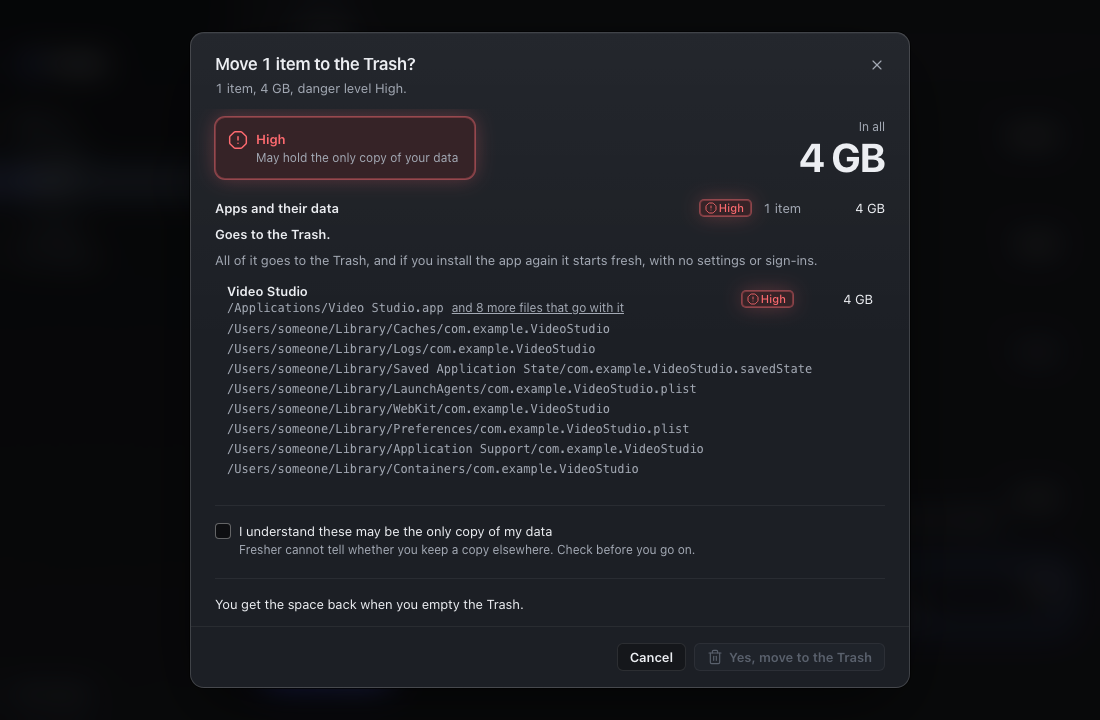 Move 1 item to the Trash?
1 item, 4 GB, danger level High.
High
May hold the only copy of your data
In all
4 GB
Apps and their data High 1 item 4 GB
Goes to the Trash.
All of it goes to the Trash, and if you install the app again it starts fresh, with no settings or sign-ins.
Video Studio
/Applications/Video Studio.app and 8 more files that go with it High 4 GB
/Users/someone/Library/Caches/com.example.VideoStudio
/Users/someone/Library/Logs/com.example.VideoStudio
/Users/someone/Library/Saved Application State/com.example.VideoStudio.savedState
/Users/someone/Library/LaunchAgents/com.example.VideoStudio.plist
/Users/someone/Library/WebKit/com.example.VideoStudio
/Users/someone/Library/Preferences/com.example.VideoStudio.plist
/Users/someone/Library/Application Support/com.example.VideoStudio
/Users/someone/Library/Containers/com.example.VideoStudio
I understand these may be the only copy of my data
Fresher cannot tell whether you keep a copy elsewhere. Check before you go on.
You get the space back when you empty the Trash.
Cancel Yes, move to the Trash